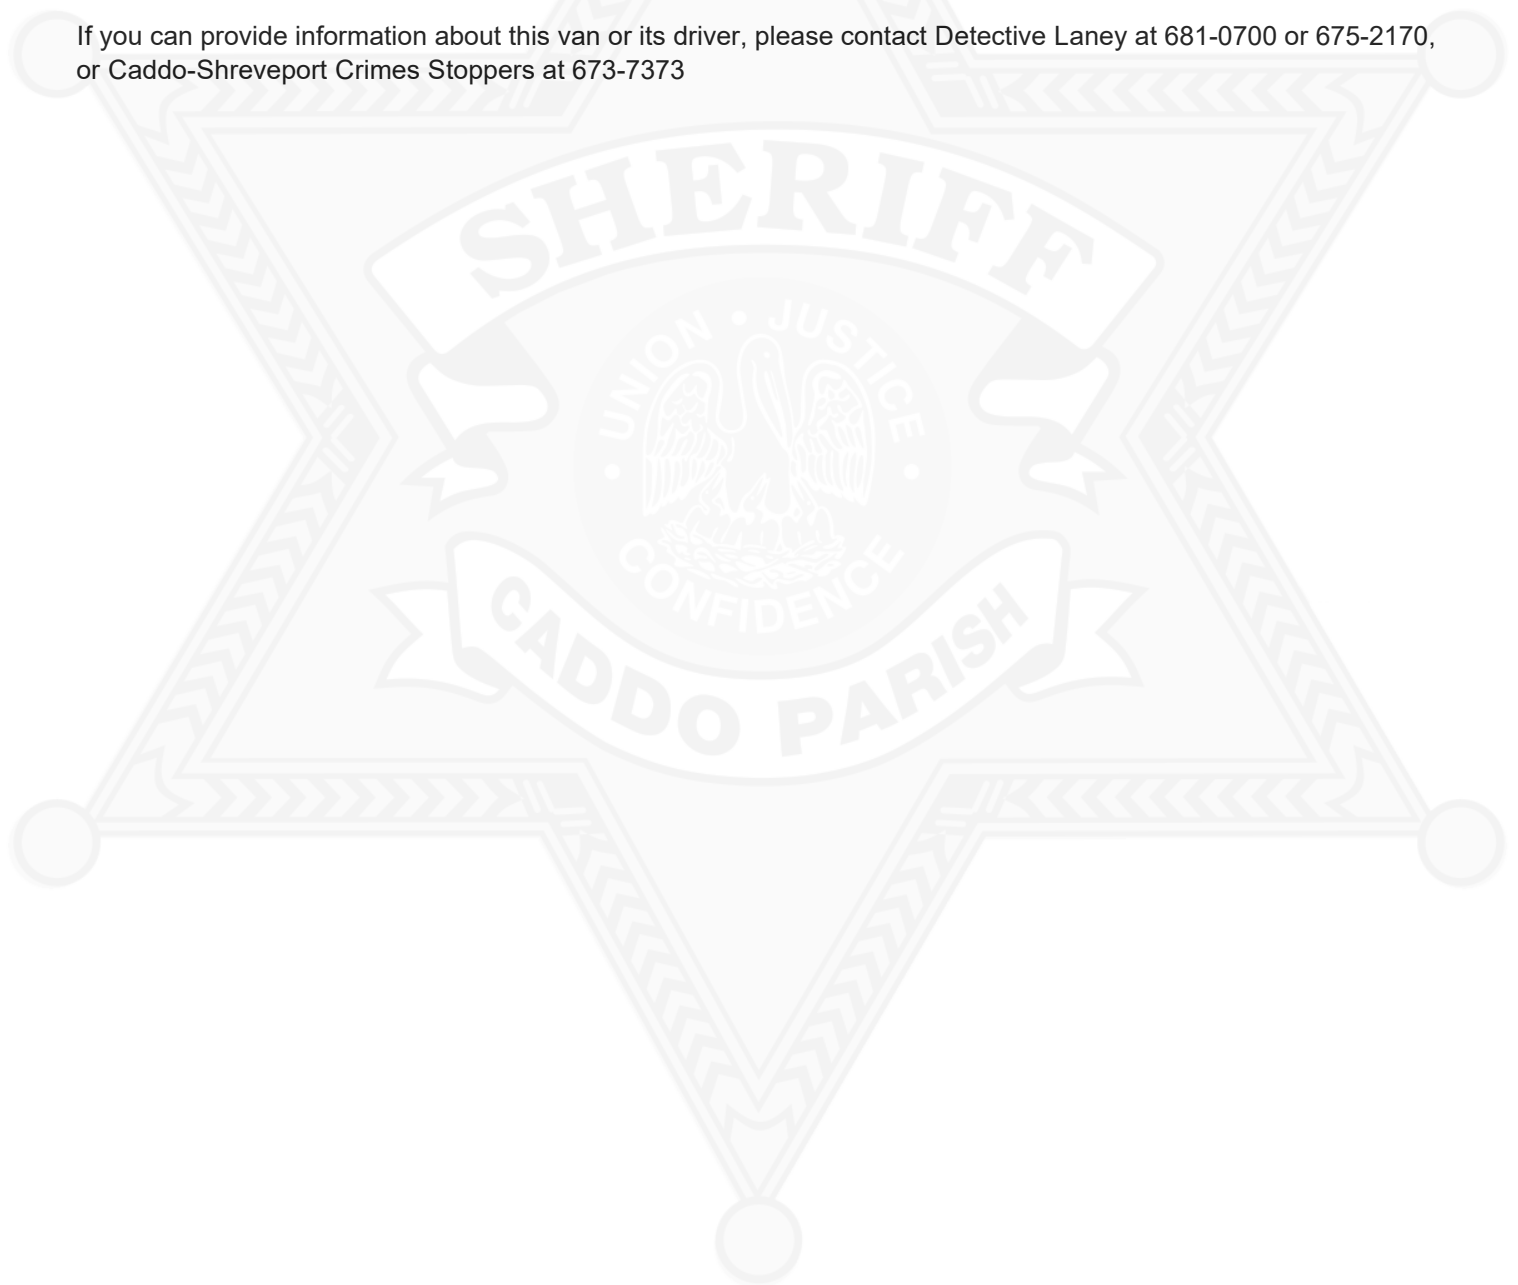 If you can provide information about this van or its driver, please contact Detective Laney at 681-0700 or 675-2170,
or Caddo-Shreveport Crimes Stoppers at 673-7373
SHERIFF
UNION • JUSTICE
• CONFIDENCE •
CADDO PARISH